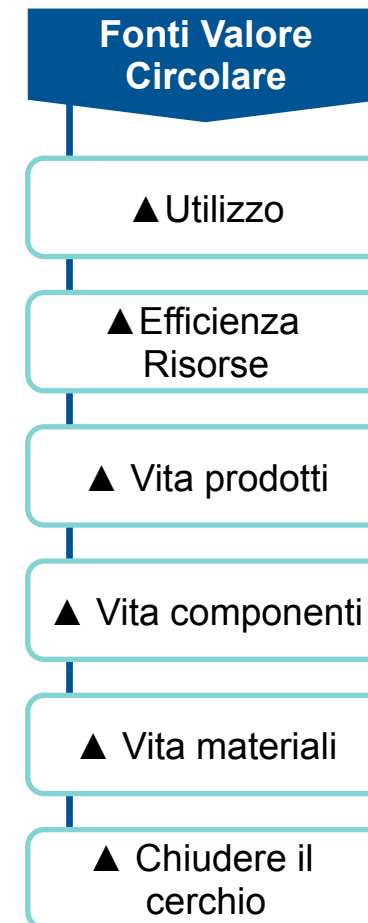 Fonti Valore
Circolare
▲Utilizzo
▲Efficienza
Risorse
▲ Vita prodotti
▲ Vita componenti
▲ Vita materiali
▲ Chiudere il
cerchio